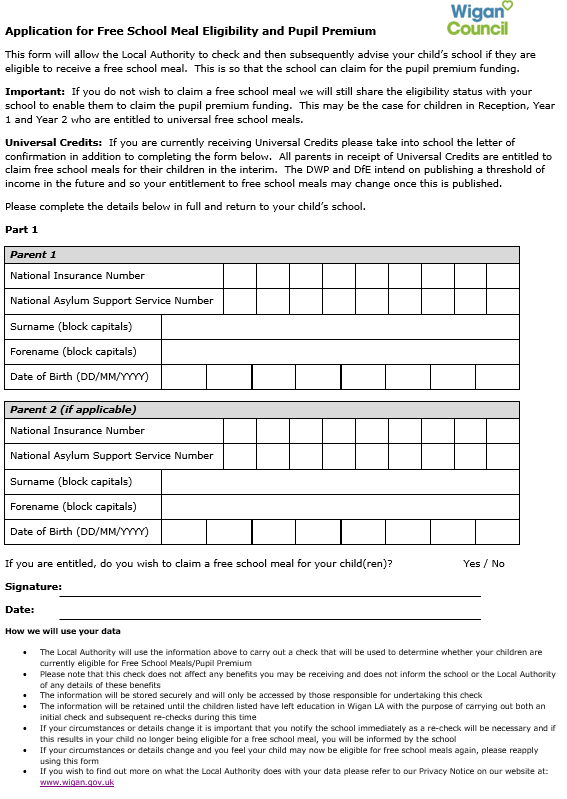 Wigan
Council
Application for Free School Meal Eligibility and Pupil Premium
This form will allow the Local Authority to check and then subsequently advise your child's school if they are
eligible to receive a free school meal. This is so that the school can claim for the pupil premium funding.
Important: If you do not wish to claim a free school meal we will still share the eligibility status with your
school to enable them to claim the pupil premium funding. This may be the case for children in Reception, Year
1 and Year 2 who are entitled to universal free school meals.
Universal Credits: If you are currently receiving Universal Credits please take into school the letter of
confirmation in addition to completing the form below. All parents in receipt of Universal Credits are entitled to
claim free school meals for their children in the interim. The DWP and DfE intend on publishing a threshold of
income in the future and so your entitlement to free school meals may change once this is published.
Please complete the details below in full and return to your child's school.
Part 1
Parent 1
National Insurance Number
National Asylum Support Service Number
Surname (block capitals)
Forename (block capitals)
Date of Birth (DD/MM/YYYY)
Parent 2 (if applicable)
National Insurance Number
National Asylum Support Service Number
Surname (block capitals)
Forename (block capitals)
Date of Birth (DD/MM/YYYY)
If you are entitled, do you wish to claim a free school meal for your child(ren)? Yes / No
Signature:
Date:
How we will use your data
• The Local Authority will use the information above to carry out a check that will be used to determine whether your children are
currently eligible for Free School Meals/Pupil Premium
• Please note that this check does not affect any benefits you may be receiving and does not inform the school or the Local Authority
of any details of these benefits
• The information will be stored securely and will only be accessed by those responsible for undertaking this check
• The information will be retained until the children listed have left education in Wigan LA with the purpose of carrying out both an
initial check and subsequent re-checks during this time
• If your circumstances or details change it is important that you notify the school immediately as a re-check will be necessary and if
this results in your child no longer being eligible for a free school meal, you will be informed by the school
• If your circumstances or details change and you feel your child may now be eligible for free school meals again, please reapply
using this form
• If you wish to find out more on what the Local Authority does with your data please refer to our Privacy Notice on our website at:
www.wigan.gov.uk